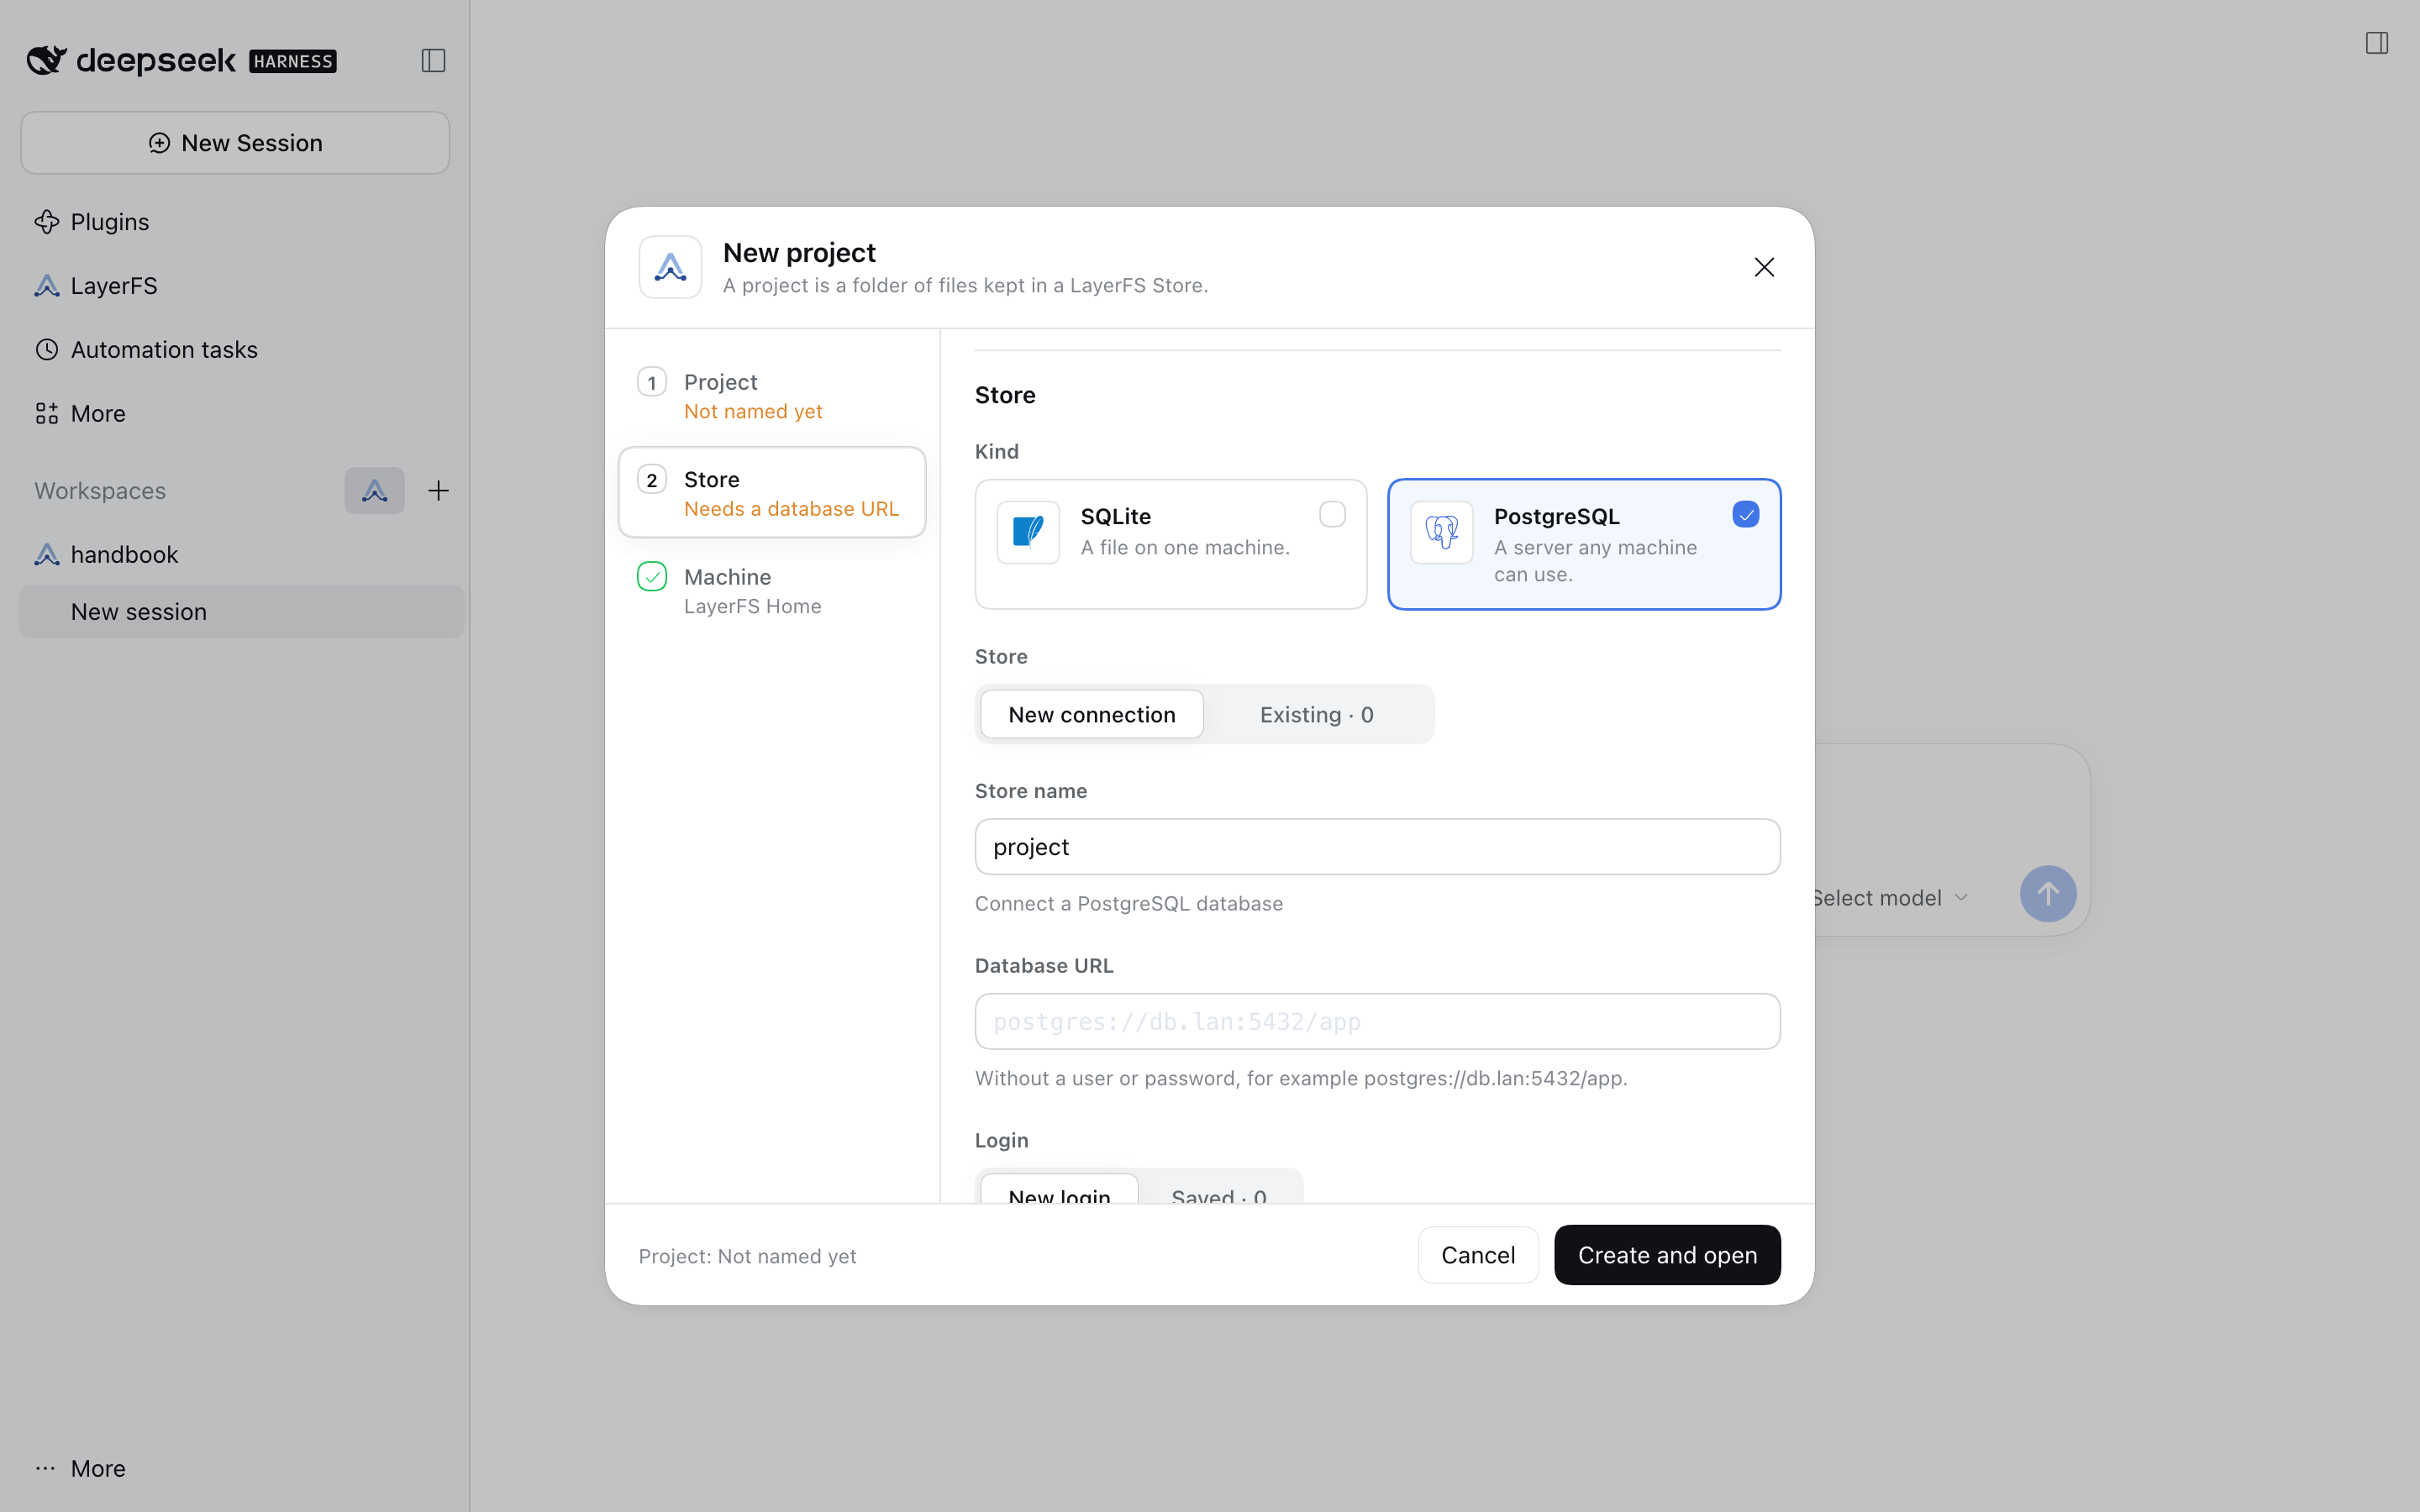 deepseek HARNESS
New Session
Plugins
LayerFS
Automation tasks
More
Workspaces
handbook
New session
More
New project
A project is a folder of files kept in a LayerFS Store.
1 Project
Not named yet
2 Store
Needs a database URL
Machine
LayerFS Home
Store
Kind
SQLite
A file on one machine.
PostgreSQL
A server any machine
can use.
Store
New connection
Existing · 0
Store name
project
Connect a PostgreSQL database
Database URL
postgres://db.lan:5432/app
Without a user or password, for example postgres://db.lan:5432/app.
Login
New login
Saved · 0
Project: Not named yet
Cancel
Create and open
Select model